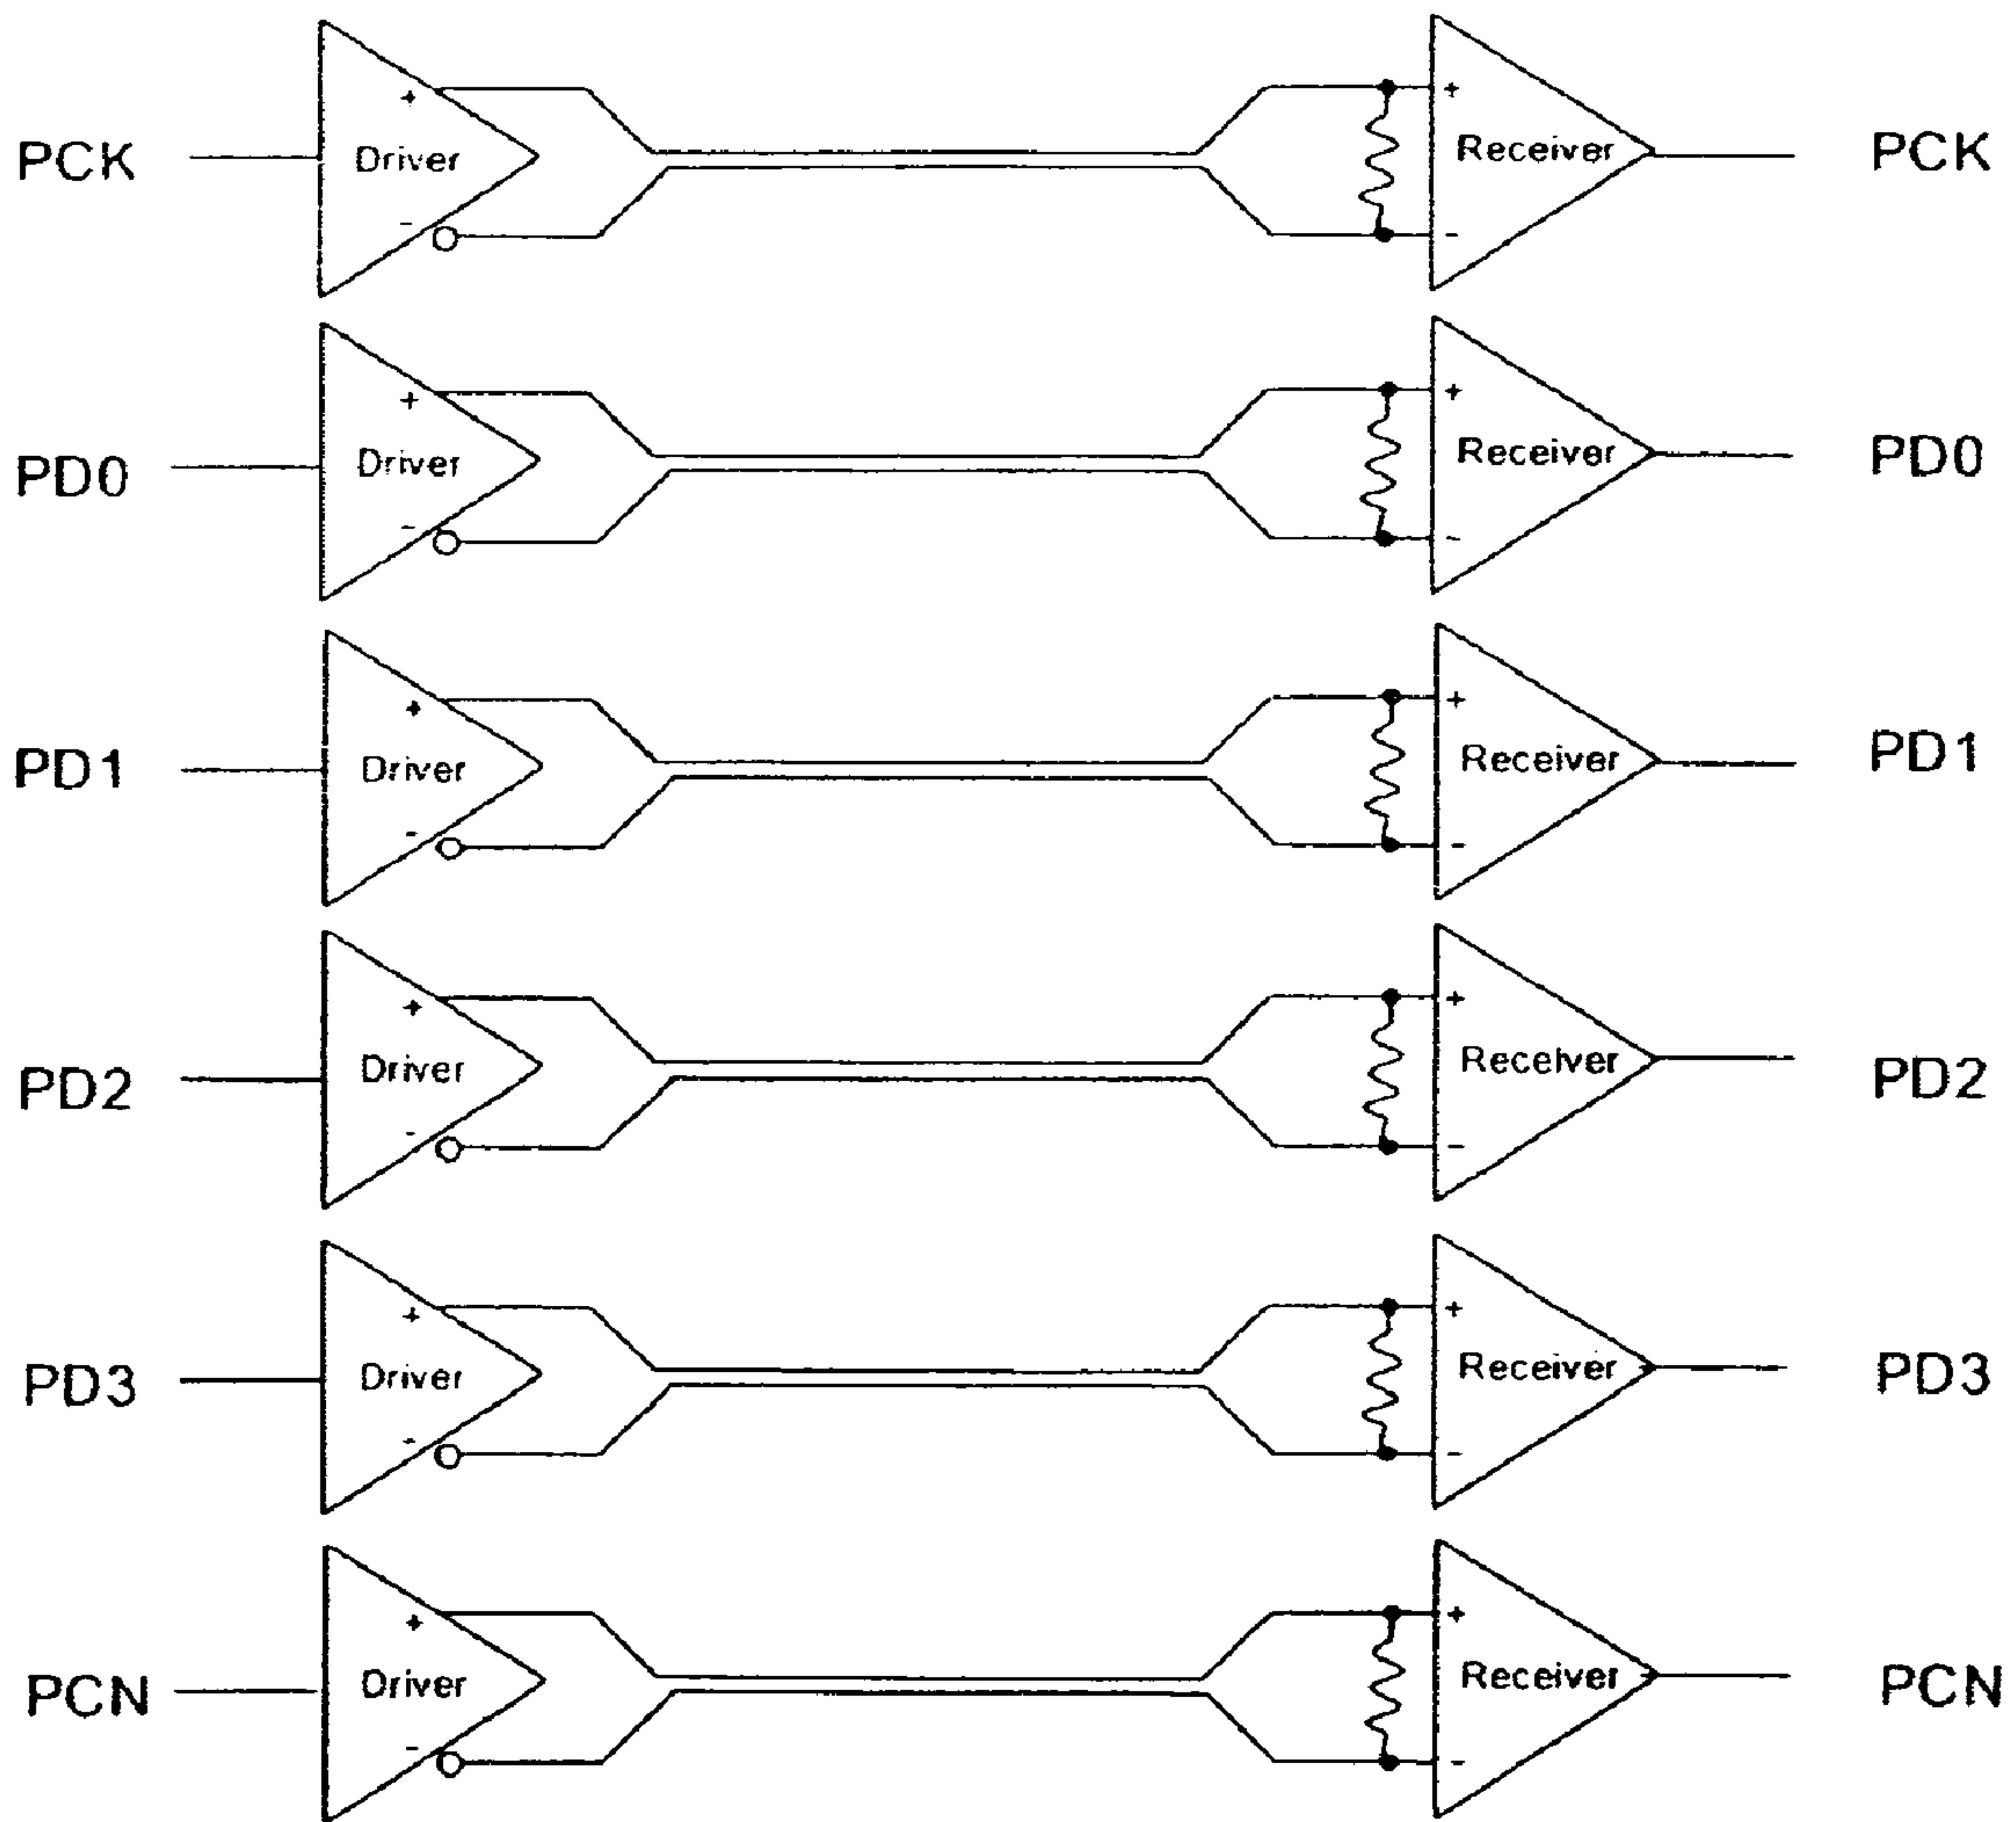 PCK + Driver - + Receiver - PCK
PD0 + Driver - + Receiver - PD0
PD1 + Driver - + Receiver - PD1
PD2 + Driver - + Receiver - PD2
PD3 + Driver - + Receiver - PD3
PCN + Driver - + Receiver - PCN